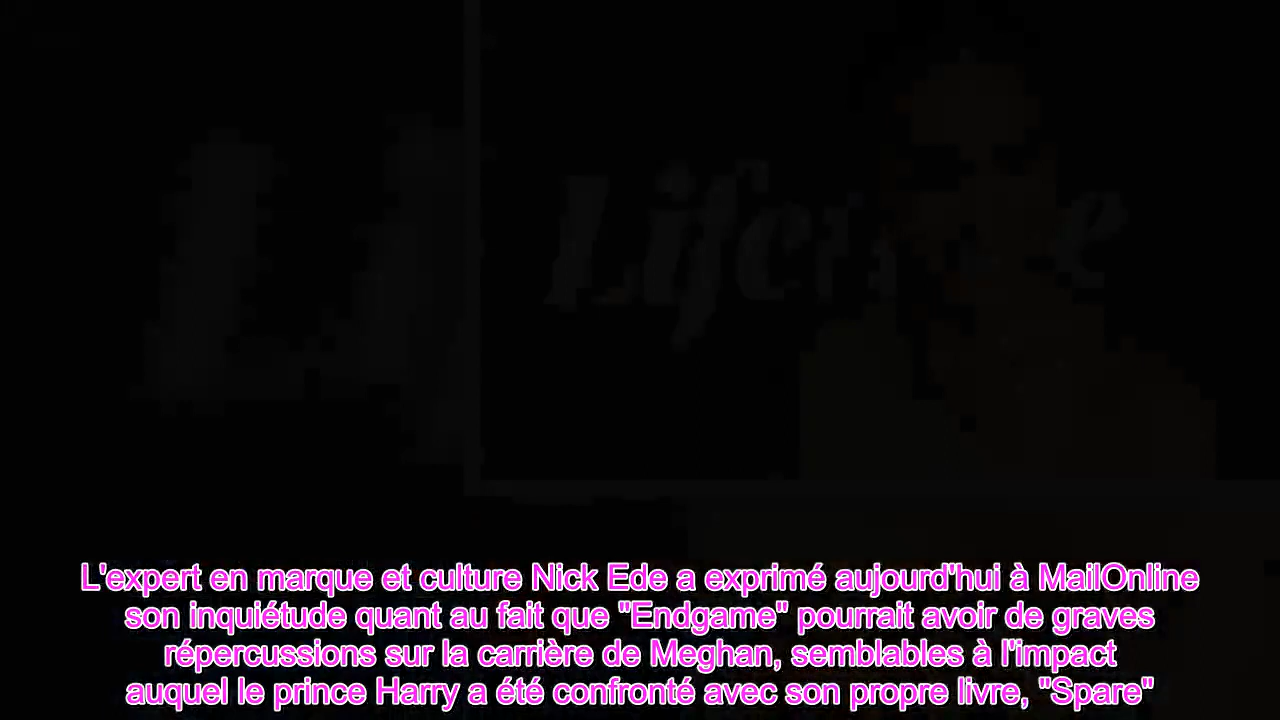 Life
L'expert en marque et culture Nick Ede a exprimé aujourd"hui à MailOnline
son inquiétude quant au fait que "Endgame" pourrait avoir de graves
répercussions sur la carrière de Meghan, semblables à l'impact
auquel le prince Harry a été confronté avec son propre livre, "Spare"